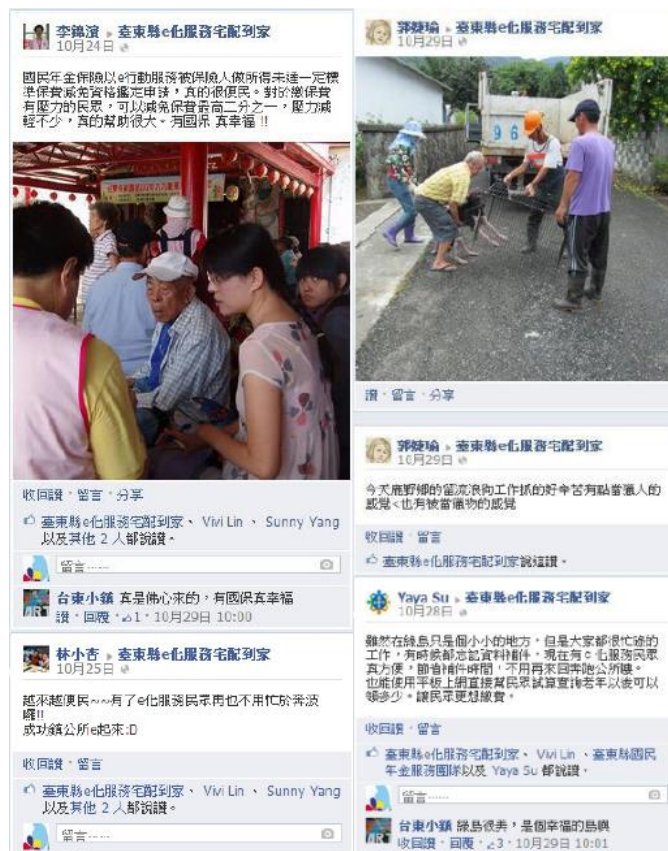 李錦濱 ▸ 臺東縣e化服務宅配到家
10月24日
國民年金保險以e行動服務被保險人做所得未達一定標
準保費減免資格鑑定申請，真的很便民。對於繳保費
有壓力的民眾，可以減免保費最高二分之一，壓力減
輕不少，真的幫助很大。有國保 真幸福 !!
收回讚 · 留言 · 分享
臺東縣e化服務宅配到家、 Vivi Lin 、 Sunny Yang
以及其他 2 人都說讚。
留言......
台東小鎮 真是佛心來的，有國保真幸福
讚 · 回覆 · 1 · 10月29日 10:00
林小杏 ▸ 臺東縣e化服務宅配到家
10月25日
越來越便民~~有了e化服務民眾再也不用忙於奔波
囉!!
成功鎮公所e起來:D
收回讚 · 留言
臺東縣e化服務宅配到家、 Vivi Lin 、 Sunny Yang
以及其他 2 人都說讚。
留言......
郭婕瑜 ▸ 臺東縣e化服務宅配到家
10月29日
96
讚 · 留言 · 分享
郭婕瑜 ▸ 臺東縣e化服務宅配到家
10月29日
今天鹿野鄉的留流浪狗工作抓的好辛苦有點當獵人的
感覺<也有被當獵物的感覺
收回讚 · 留言
臺東縣e化服務宅配到家說這讚。
Yaya Su ▸ 臺東縣e化服務宅配到家
10月28日
雖然在綠島只是個小小的地方，但是大家都很忙碌的
工作，有時候都忘記資料補件，現在有e 化服務民眾
真方便，節省補件時間，不用再來回奔跑公所噢。
也能使用平板上網直接幫民眾試算查詢老年以後可以
領多少。讓民眾更想繳費。
收回讚 · 留言
臺東縣e化服務宅配到家、 Vivi Lin 、臺東縣國民
年金服務團隊以及 Yaya Su 都說讚。
留言......
台東小鎮 綠島很美，是個幸福的島嶼
收回讚 · 回覆 · 3 · 10月29日 10:01